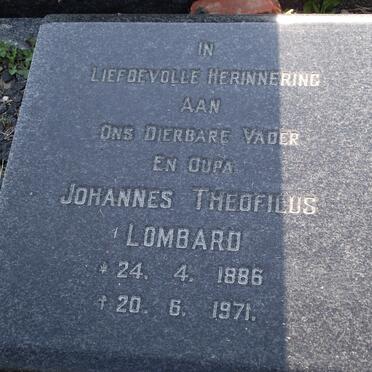 IN
LIEFDEVOLLE HERINNERING
AAN
ONS DIERBARE VADER
EN OUPA
JOHANNES THEOFILUS
LOMBARD
* 24. 4. 1886
† 20. 6. 1971.